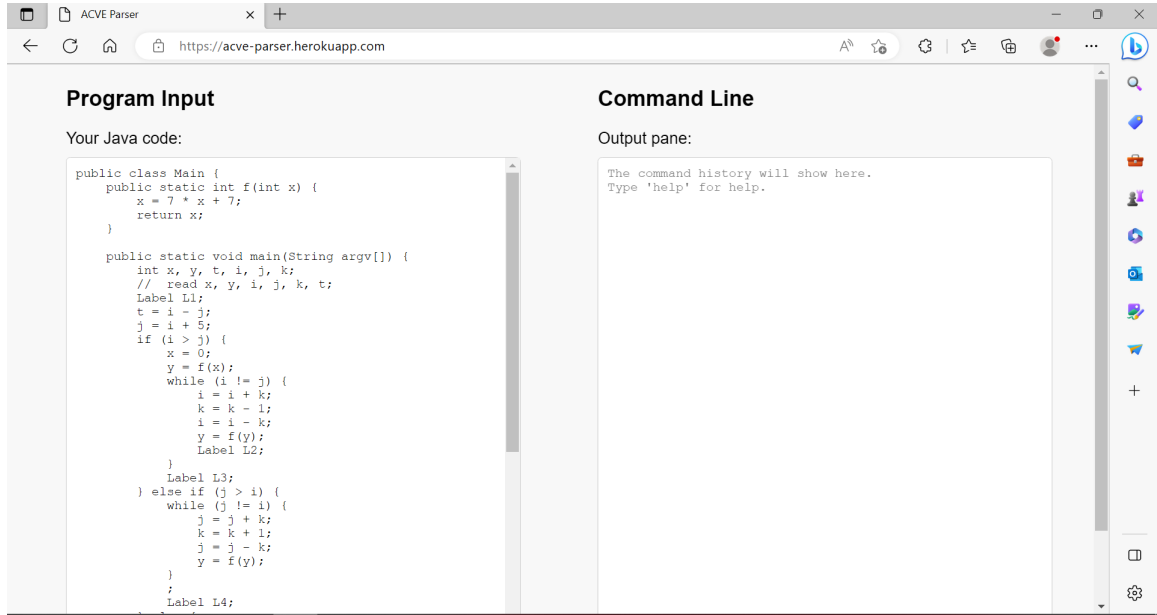 ACVE Parser
https://acve-parser.herokuapp.com
Program Input
Your Java code:
public class Main {
    public static int f(int x) {
        x = 7 * x + 7;
        return x;
    }
    public static void main(String argv[]) {
        int x, y, t, i, j, k;
        //  read x, y, i, j, k, t;
        Label L1;
        t = i - j;
        j = i + 5;
        if (i > j) {
            x = 0;
            y = f(x);
            while (i != j) {
                i = i + k;
                k = k - 1;
                i = i - k;
                y = f(y);
                Label L2;
            }
            Label L3;
        } else if (j > i) {
            while (j != i) {
                j = j + k;
                k = k + 1;
                j = j - k;
                y = f(y);
            }
            ;
            Label L4;
Command Line
Output pane:
The command history will show here.
Type 'help' for help.